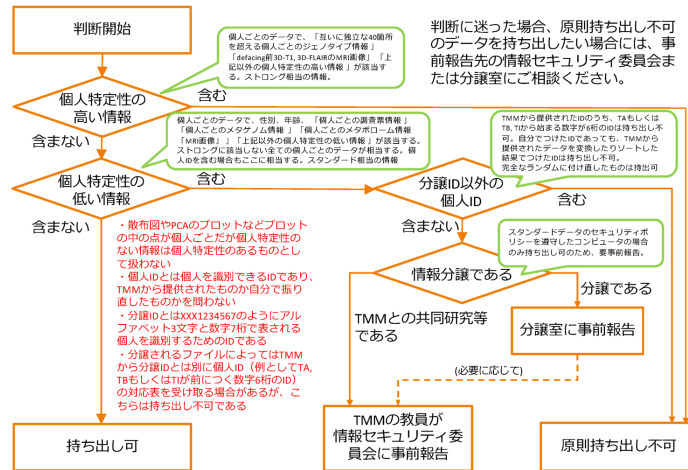 判断開始
個人ごとのデータで、「互いに独立な40箇所
を超える個人ごとのジェノタイプ情報 」
「defacing前3D-T1, 3D-FLAIRのMRI画像」「上
記以外の個人特定性の高い情報 」が該当す
る。ストロング相当の情報。
判断に迷った場合、原則持ち出し不可
のデータを持ち出したい場合には、事
前報告先の情報セキュリティ委員会ま
たは分譲室にご相談ください。
個人特定性の
高い情報
含む
含まない
個人ごとのデータで、性別、年齢、「個人ごとの調査票情報 」
「個人ごとのメタゲノム情報 」「個人ごとのメタボローム情報
「MRI画像」」「上記以外の個人特定性の低い情報 」が該当する。
ストロングに該当しない全ての個人ごとのデータが相当する。個
人IDを含む場合もここに相当する。スタンダード相当の情報
TMMから提供されたIDのうち、TAもしくは
TB, TIから始まる数字が6桁のIDは持ち出し不
可。自分でつけたIDであっても、TMMから
提供されたデータを変換したりソートした
結果でつけたIDは持ち出し不可。
完全なランダムに付け直したものは持出可
個人特定性の
低い情報
含む
含まない
分譲ID以外の
個人ID
含む
含まない
・散布図やPCAのプロットなどプロット
の中の点が個人ごとだが個人特定性の
ない情報は個人特定性のあるものとし
て扱わない
・個人IDとは個人を識別できるIDであり、
TMMから提供されたものか自分で振り
直したものかを問わない
・分譲IDとはXXX1234567のようにアル
ファベット3文字と数字7桁で表される
個人を識別するためのIDである
・分譲されるファイルによってはTMM
から分譲IDとは別に個人ID（例としてTA,
TBもしくはTIが前につく数字6桁のID）
の対応表を受け取る場合があるが、こ
ちらは持ち出し不可である
スタンダードデータのセキュリティポ
リシーを遵守したコンピュータの場合
のみ持ち出し可のため、要事前報告。
情報分譲である
TMMとの共同研究等
である
分譲である
分譲室に事前報告
(必要に応じて)
持ち出し可
TMMの教員が
情報セキュリティ委
員会に事前報告
原則持ち出し不可